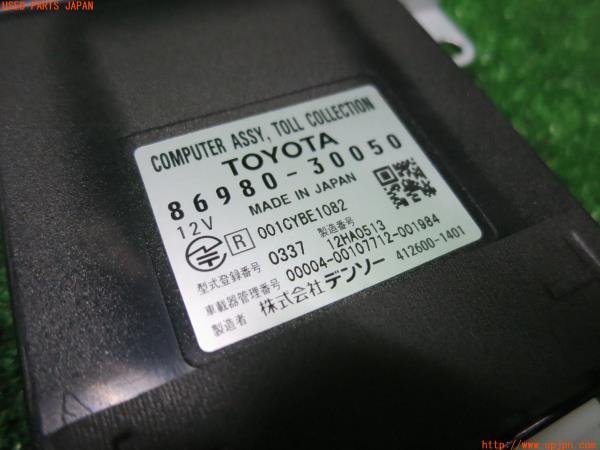 USED PARTS JAPAN
COMPUTER ASSY, TOLL COLLECTION
TOYOTA
86980-30050
12V MADE IN JAPAN
R 001CYBE1082
型式登録番号 0337 製造番号 12HA0513
車載器管理番号 00004-00107712-001984
製造者 株式会社デンソー 412600-1401
http://www.upjpn.com